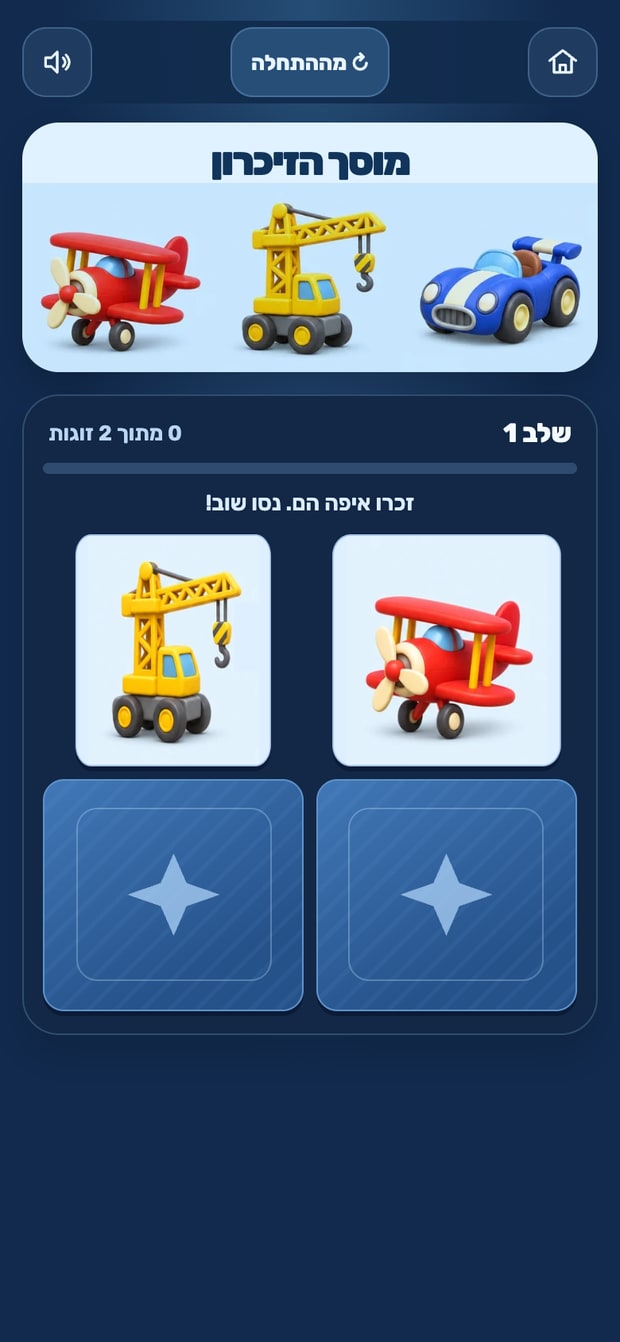 מההתחלה
מוסך הזיכרון
שלב 1
0 מתוך 2 זוגות
זכרו איפה הם. נסו שוב!